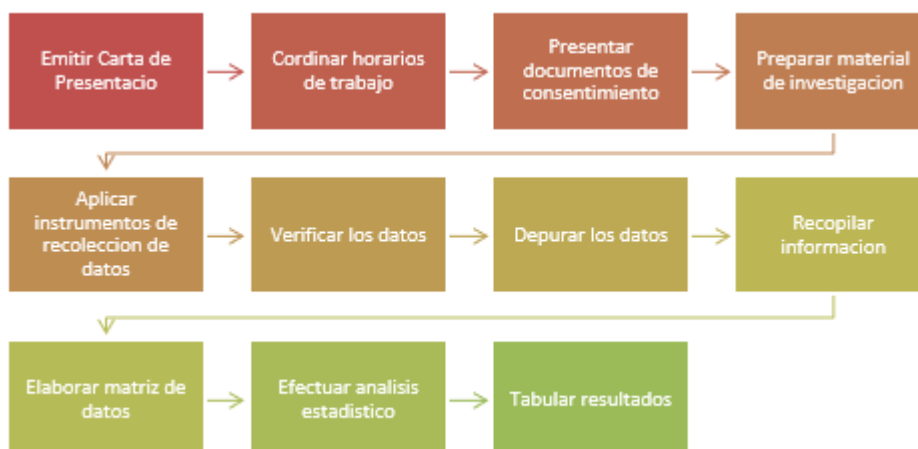 Emitir Carta de
Presentacio
Cordinar horarios
de trabajo
Presentar
documentos de
consentimiento
Preparar material
de investigacion
Aplicar
instrumentos de
recoleccion de
datos
Verificar los datos
Depurar los datos
Recopilar
informacion
Elaborar matriz de
datos
Efectuar analisis
estadistico
Tabular resultados